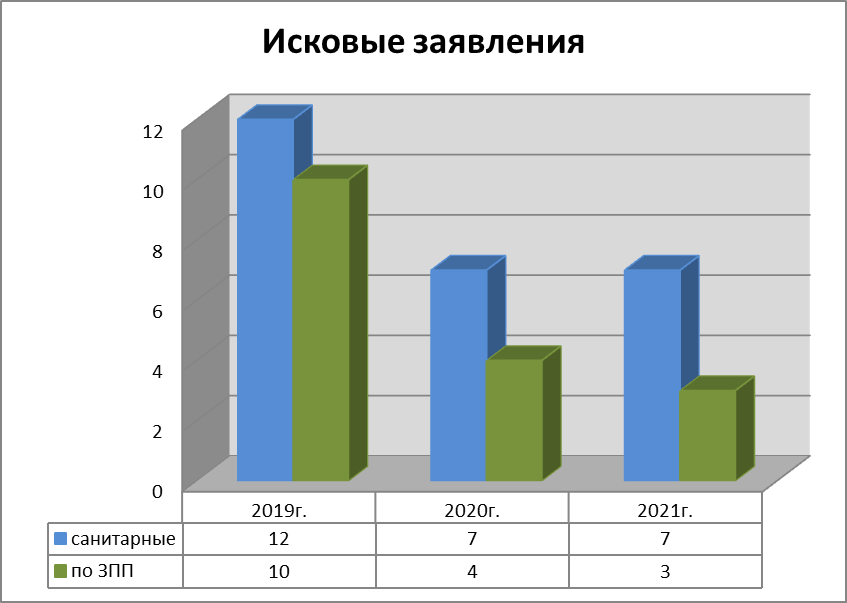 Исковые заявления
12
10
8
6
4
2
0
2019г. 2020г. 2021г.
санитарные 12 7 7
по ЗПП 10 4 3